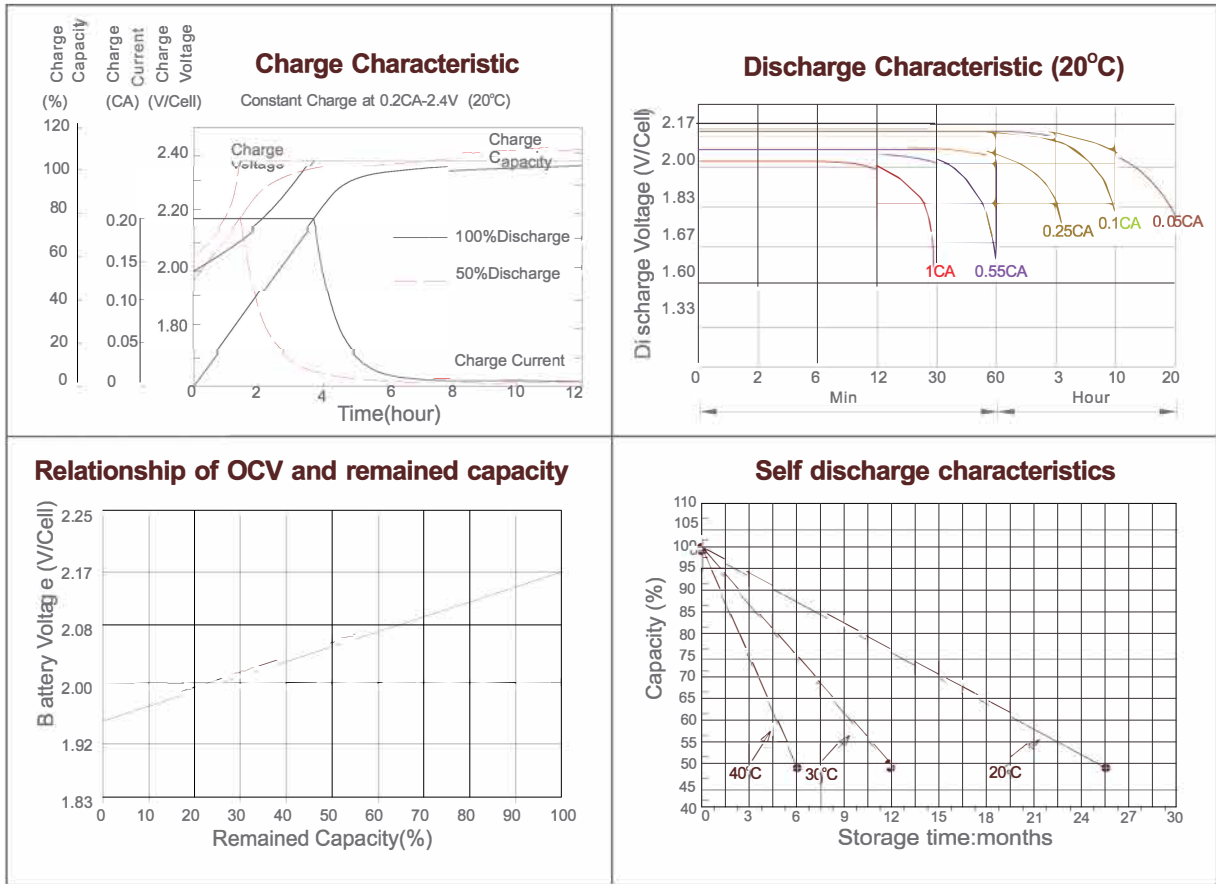 Charge Capacity
Charge Current
Charge Voltage
(%)
(CA)
(V/Cell)
Charge Characteristic
Constant Charge at 0.2CA-2.4V (20°C)
120
100
80
60
40
20
0
0.20
0.15
0.10
0.05
0
2.40
2.20
2.00
1.80
Charge
Voltage
Charge
Capacity
100%Discharge
50%Discharge
Charge Current
0 2 4 6 8 10 12
Time(hour)
Discharge Characteristic (20°C)
Discharge Voltage (V/Cell)
2.17
2.00
1.83
1.67
1.60
1.33
1CA
0.55CA
0.25CA
0.1CA
0.05CA
0 2 6 12 30 60 3 10 20
Min
Hour
Relationship of OCV and remained capacity
Battery Voltage (V/Cell)
2.25
2.17
2.08
2.00
1.92
1.83
0 10 20 30 40 50 60 70 80 90 100
Remained Capacity(%)
Self discharge characteristics
Capacity (%)
110
105
100
95
90
85
80
75
70
65
60
55
50
45
40
40°C
30°C
20°C
0 3 6 9 12 15 18 21 24 27 30
Storage time:months